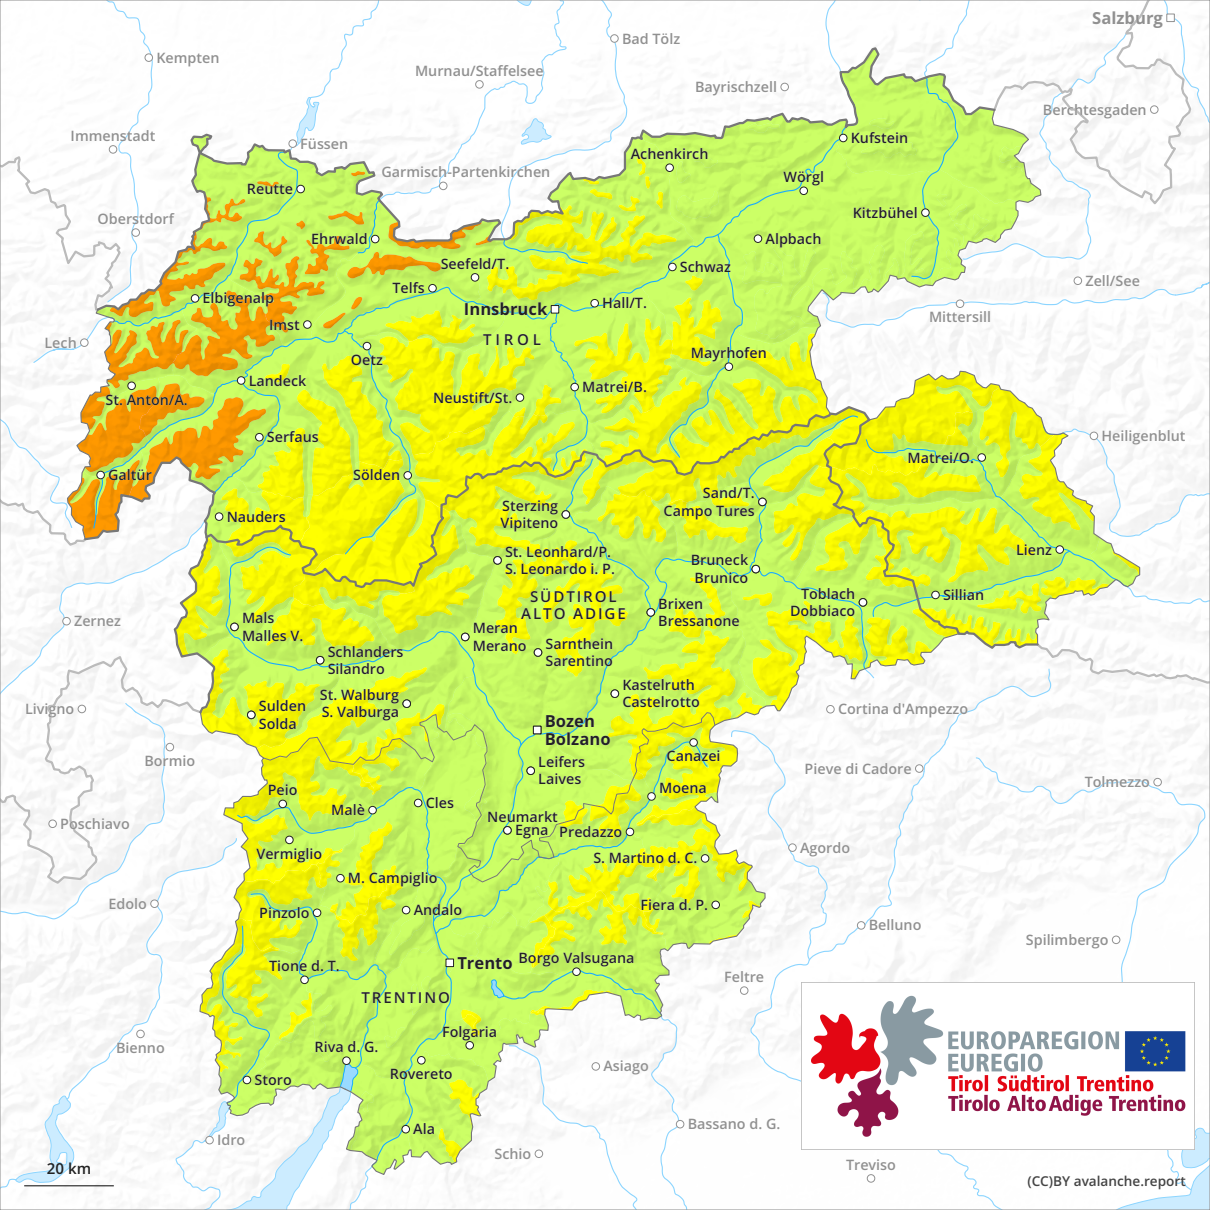 Salzburg
Bad Tölz
Kempten
Murnau/Staffelsee
Bayrischzell
Berchtesgaden
Immenstadt
Füssen
Kufstein
Achenkirch
Garmisch-Partenkirchen
Wörgl
Reutte
Oberstdorf
Kitzbühel
Ehrwald
Alpbach
Seefeld/T.
Schwaz
Zell/See
Telfs
Elbigenalp
Hall/T.
Innsbruck
Mittersill
Imst
TIROL
Lech
Oetz
Mayrhofen
Landeck
Matrei/B.
St. Anton/A.
Neustift/St.
Serfaus
Heiligenblut
Matrei/O.
Galtür
Sölden
Sand/T.
Campo Tures
Sterzing
Vipiteno
Nauders
Lienz
St. Leonhard/P.
S. Leonardo i. P.
Bruneck
Brunico
SÜDTIROL
ALTO ADIGE
Toblach
Dobbiaco
Sillian
Brixen
Bressanone
Zernez
Mals
Malles V.
Meran
Merano
Sarnthein
Sarentino
Schlanders
Silandro
Kastelruth
Castelrotto
St. Walburg
S. Valburga
Livigno
Sulden
Solda
Cortina d'Ampezzo
Bozen
Bolzano
Bormio
Canazei
Leifers
Laives
Pieve di Cadore
Tolmezzo
Peio
Moena
Malè
Cles
Neumarkt
Egna
Predazzo
Poschiavo
Vermiglio
S. Martino d. C.
Agordo
M. Campiglio
Edolo
Pinzolo
Andalo
Fiera d. P.
Belluno
Spilimbergo
Trento
Borgo Valsugana
Tione d. T.
Feltre
TRENTINO
Folgaria
Bienno
Riva d. G.
Rovereto
Asiago
Storo
EUROPAREGION
EUREGIO
Tirol Südtirol Trentino
Tirolo Alto Adige Trentino
Ala
Bassano d. G.
Idro
Schio
Treviso
20 km
(CC)BY avalanche.report